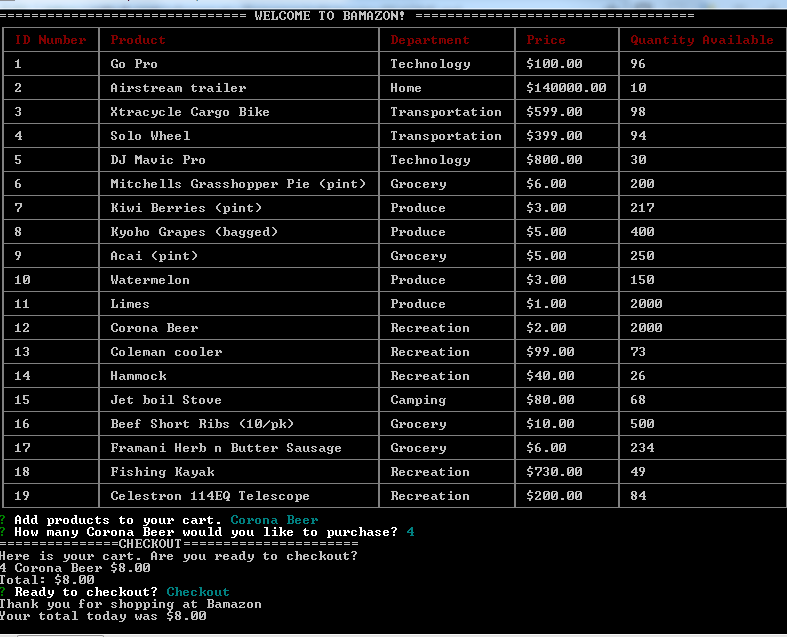 ============================== WELCOME TO BAMAZON! ==================================
ID Number Product Department Price Quantity Available
1 Go Pro Technology $100.00 96
2 Airstream trailer Home $140000.00 10
3 Xtracycle Cargo Bike Transportation $599.00 98
4 Solo Wheel Transportation $399.00 94
5 DJ Mavic Pro Technology $800.00 30
6 Mitchells Grasshopper Pie (pint) Grocery $6.00 200
7 Kiwi Berries (pint) Produce $3.00 217
8 Kyoho Grapes (bagged) Produce $5.00 400
9 Acai (pint) Grocery $5.00 250
10 Watermelon Produce $3.00 150
11 Limes Produce $1.00 2000
12 Corona Beer Recreation $2.00 2000
13 Coleman cooler Recreation $99.00 73
14 Hammock Recreation $40.00 26
15 Jet boil Stove Camping $80.00 68
16 Beef Short Ribs (10/pk) Grocery $10.00 500
17 Framani Herb n Butter Sausage Grocery $6.00 234
18 Fishing Kayak Recreation $730.00 49
19 Celestron 114EQ Telescope Recreation $200.00 84
? Add products to your cart. Corona Beer
? How many Corona Beer would you like to purchase? 4
===============CHECKOUT======================
Here is your cart. Are you ready to checkout?
4 Corona Beer $8.00
Total: $8.00
? Ready to checkout? Checkout
Thank you for shopping at Bamazon
Your total today was $8.00